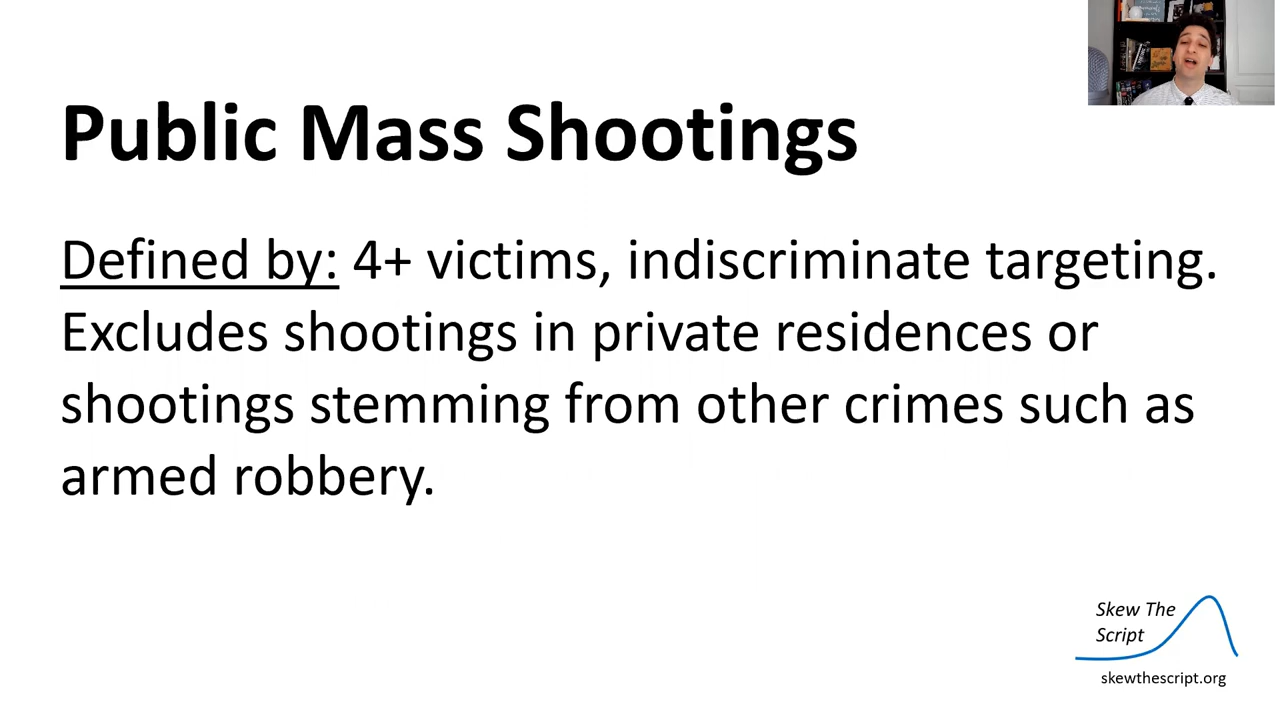 Public Mass Shootings
Defined by: 4+ victims, indiscriminate targeting.
Excludes shootings in private residences or
shootings stemming from other crimes such as
armed robbery.
Skew The
Script
skewthescript.org